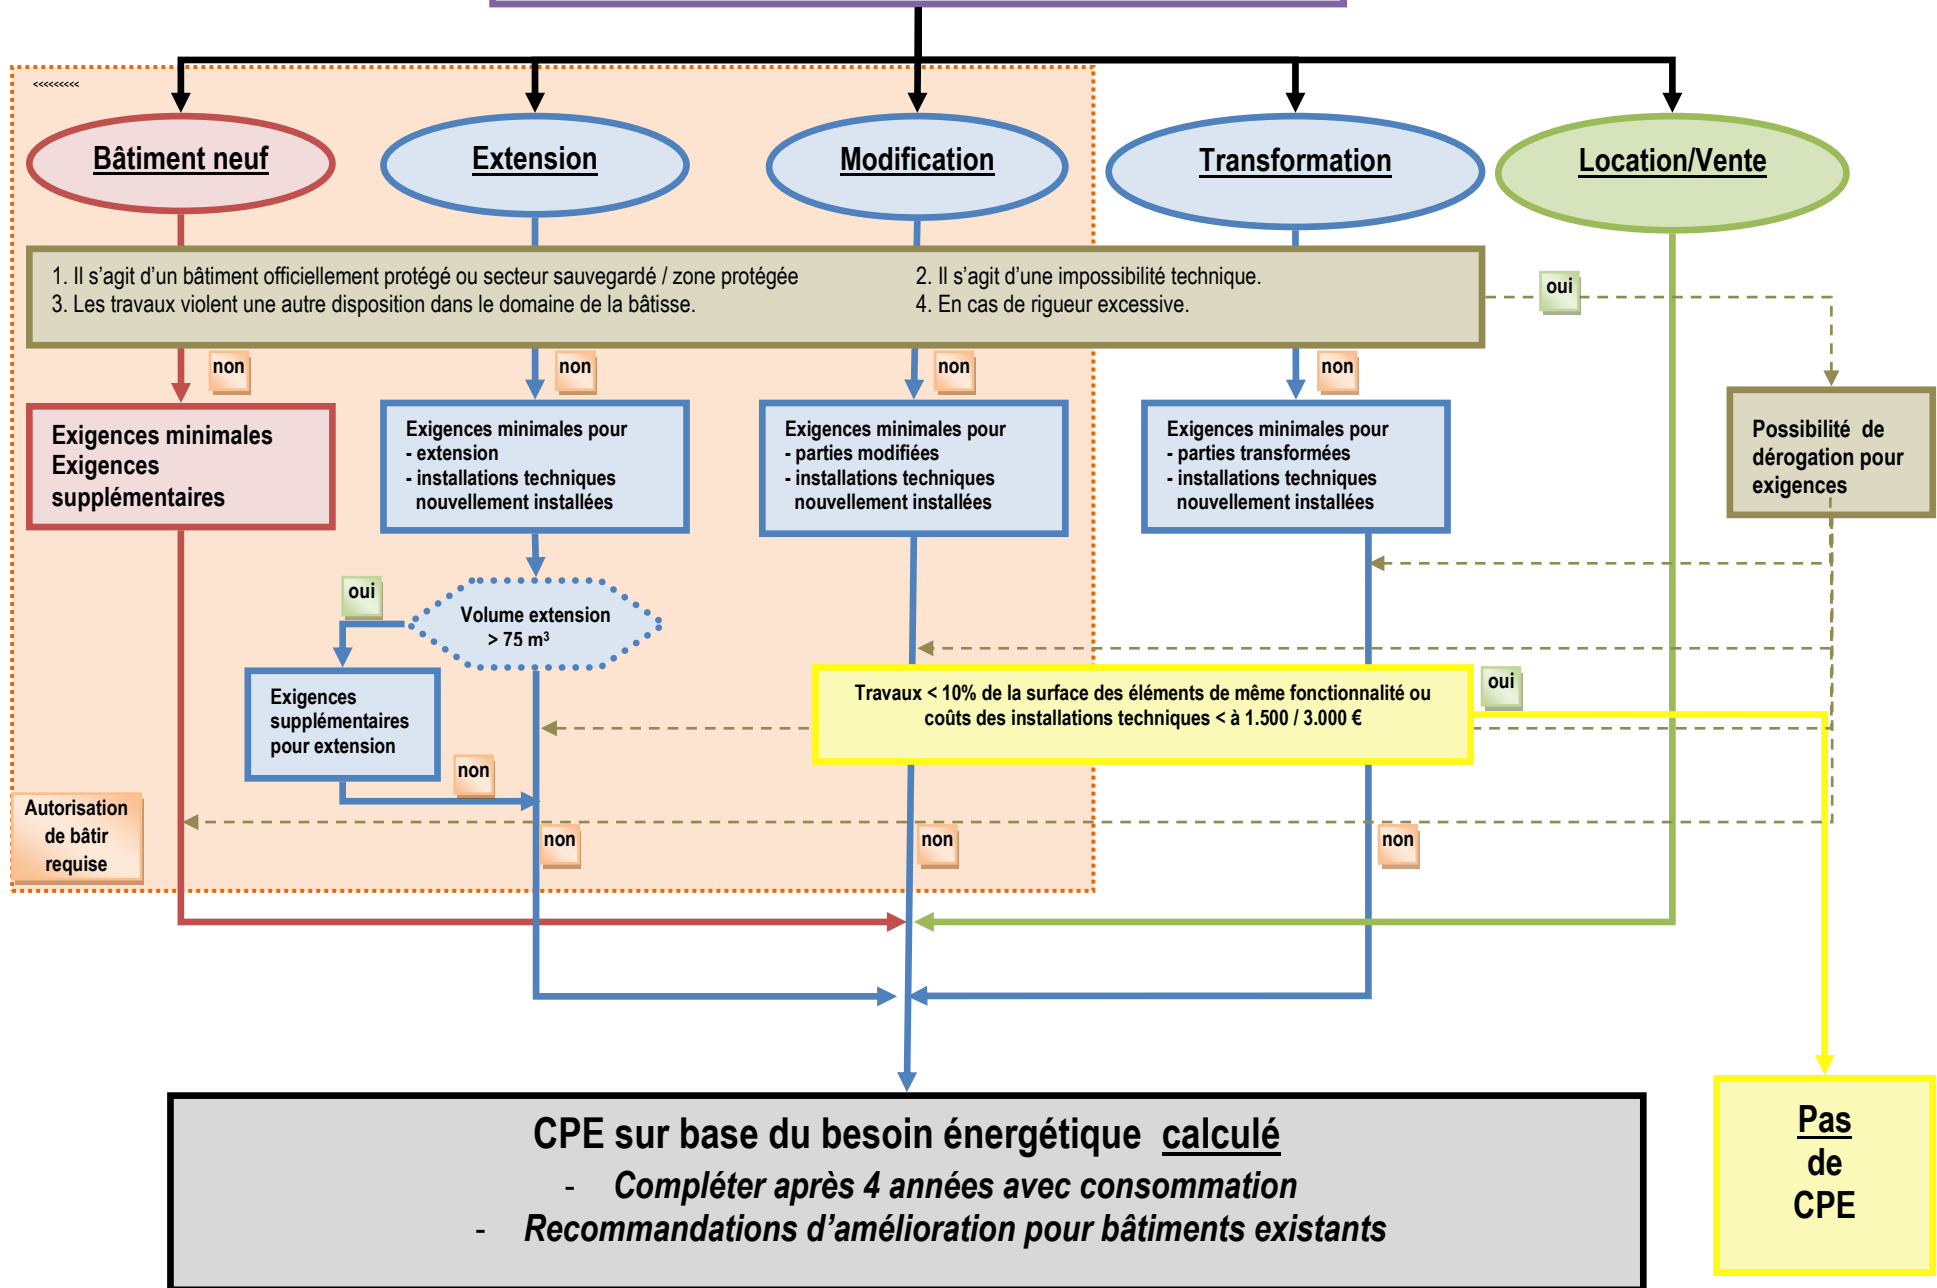 <<<<<<<<<
Bâtiment neuf
Extension
Modification
Transformation
Location/Vente
1. Il s’agit d’un bâtiment officiellement protégé ou secteur sauvegardé / zone protégée
2. Il s’agit d’une impossibilité technique.
3. Les travaux violent une autre disposition dans le domaine de la bâtisse.
4. En cas de rigueur excessive.
oui
non
non
non
non
Exigences minimales
Exigences
supplémentaires
Exigences minimales pour
- extension
- installations techniques
nouvellement installées
Exigences minimales pour
- parties modifiées
- installations techniques
nouvellement installées
Exigences minimales pour
- parties transformées
- installations techniques
nouvellement installées
Possibilité de
dérogation pour
exigences
oui
Volume extension
> 75 m³
Exigences
supplémentaires
pour extension
non
Travaux < 10% de la surface des éléments de même fonctionnalité ou
coûts des installations techniques < à 1.500 / 3.000 €
oui
Autorisation
de bâtir
requise
non
non
non
CPE sur base du besoin énergétique calculé
- Compléter après 4 années avec consommation
- Recommandations d’amélioration pour bâtiments existants
Pas
de
CPE